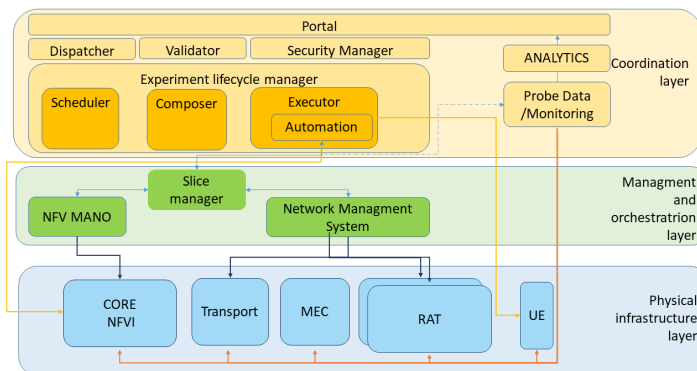 Portal
Dispatcher
Validator
Security Manager
ANALYTICS
Coordination
layer
Experiment lifecycle manager
Scheduler
Composer
Executor
Automation
Probe Data
/Monitoring
Slice
manager
NFV MANO
Network Managment
System
Managment
and
orchestratrion
layer
CORE
NFVI
Transport
MEC
RAT
UE
Physical
infrastructure
layer